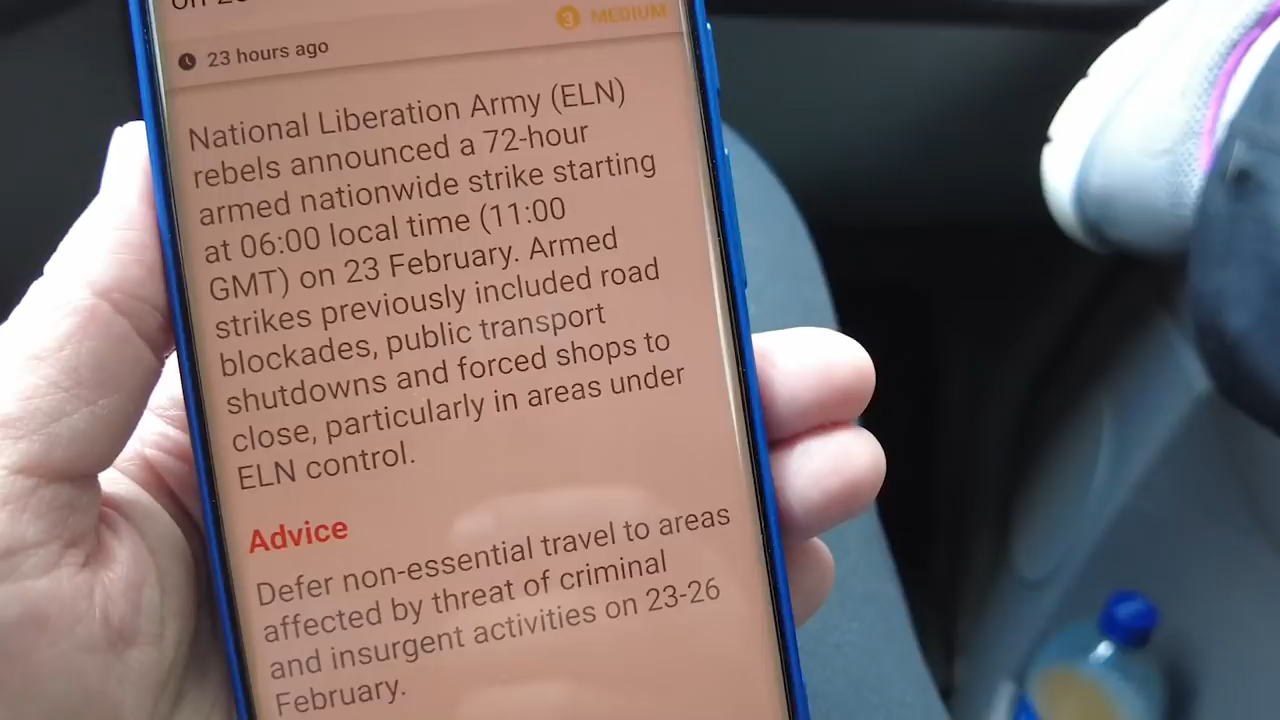 3 MEDIUM
23 hours ago
National Liberation Army (ELN)
rebels announced a 72-hour
armed nationwide strike starting
at 06:00 local time (11:00
GMT) on 23 February. Armed
strikes previously included road
blockades, public transport
shutdowns and forced shops to
close, particularly in areas under
ELN control.
Advice
Defer non-essential travel to areas
affected by threat of criminal
and insurgent activities on 23-26
February.